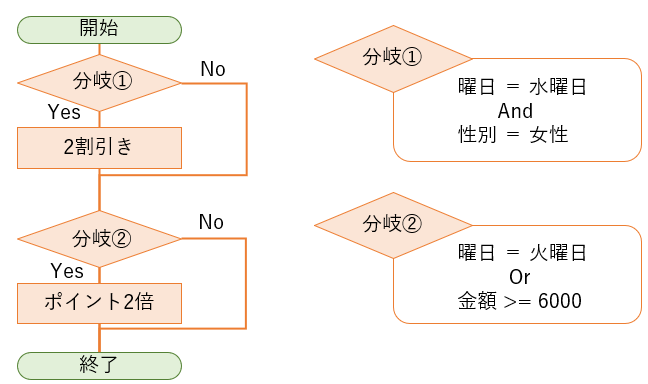 開始
分岐①
No
Yes
2割引き
分岐②
No
Yes
ポイント2倍
終了
分岐①
曜日 = 水曜日
And
性別 = 女性
分岐②
曜日 = 火曜日
Or
金額 >= 6000